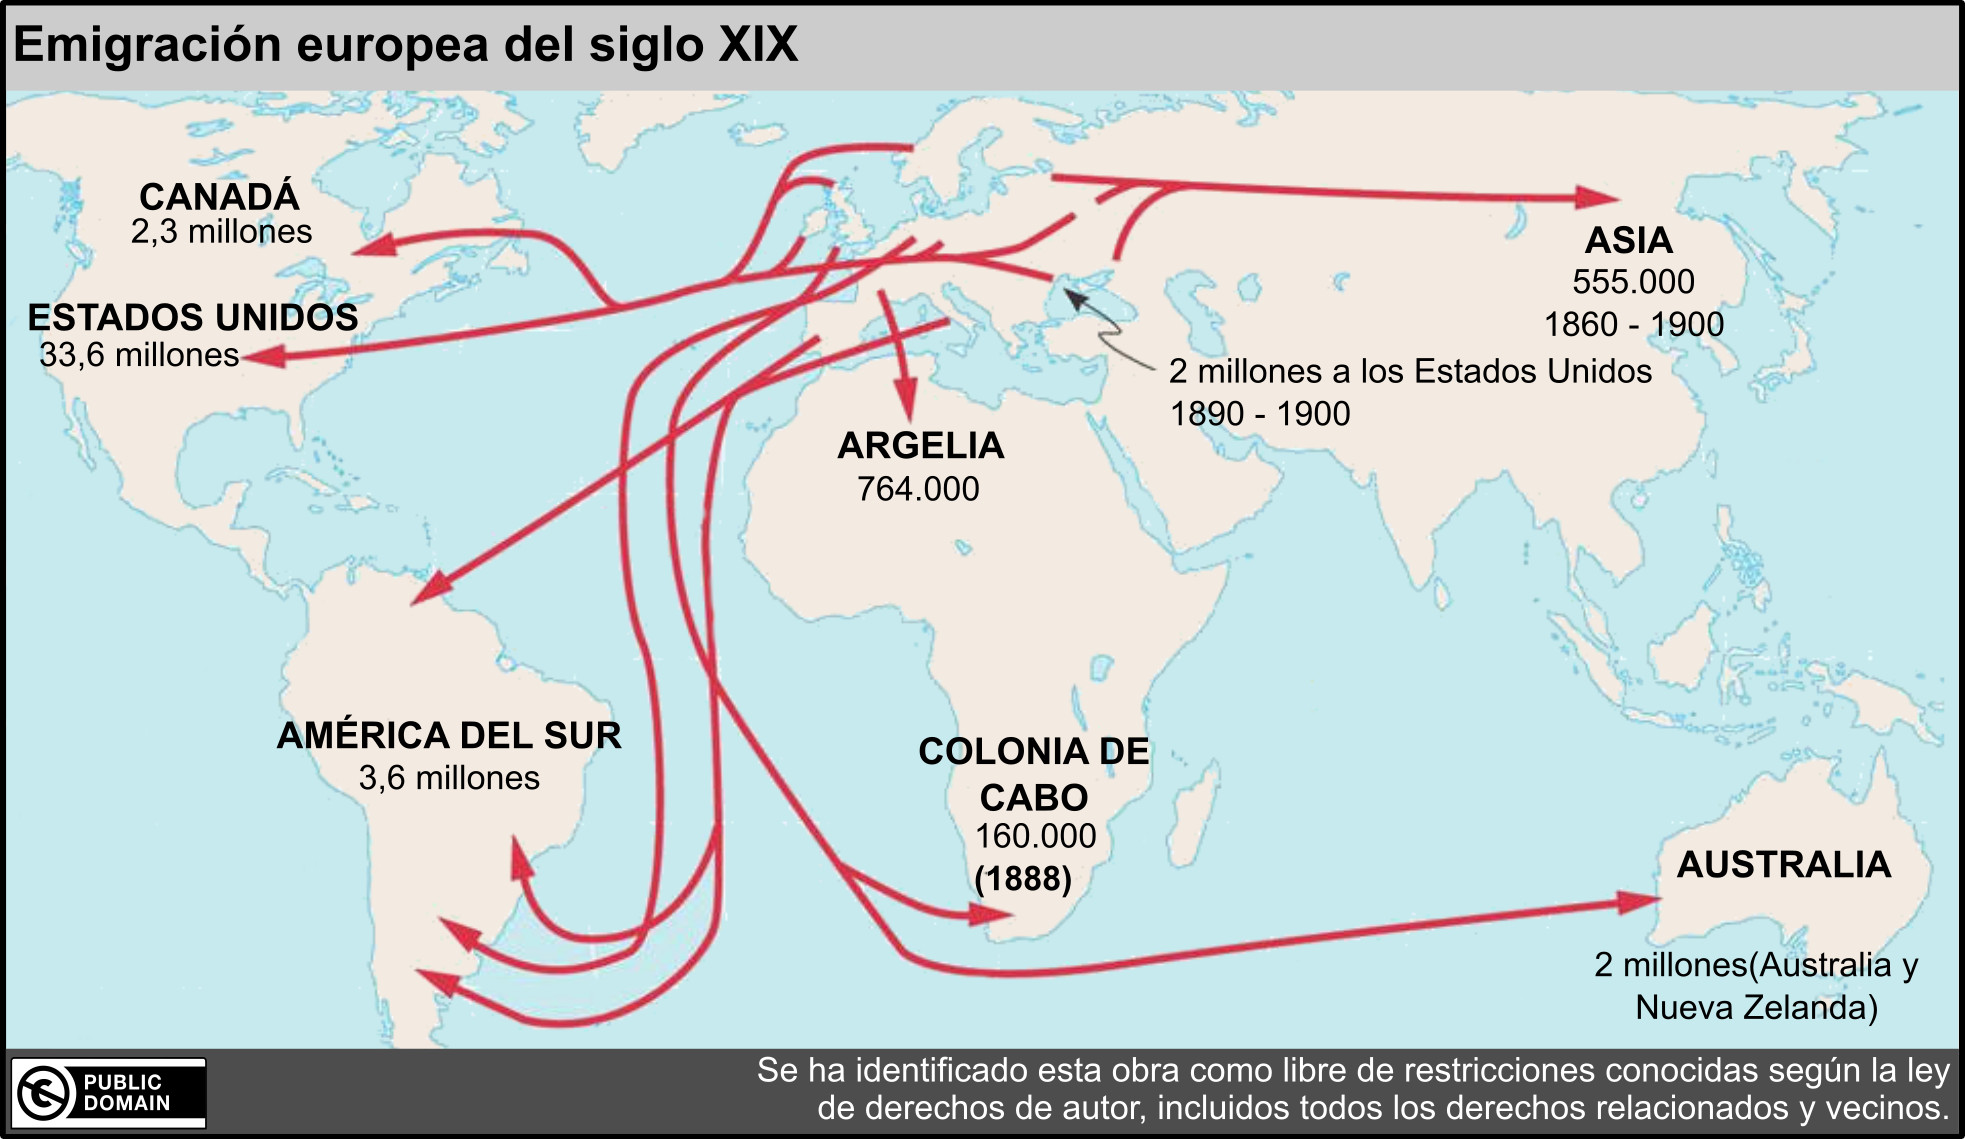 Emigración europea del siglo XIX
CANADÁ
2,3 millones
ESTADOS UNIDOS
33,6 millones
ASIA
555.000
1860 - 1900
2 millones a los Estados Unidos
1890 - 1900
ARGELIA
764.000
AMÉRICA DEL SUR
3,6 millones
COLONIA DE
CABO
160.000
(1888)
AUSTRALIA
2 millones(Australia y
Nueva Zelanda)
PUBLIC
DOMAIN
Se ha identificado esta obra como libre de restricciones conocidas según la ley
de derechos de autor, incluidos todos los derechos relacionados y vecinos.